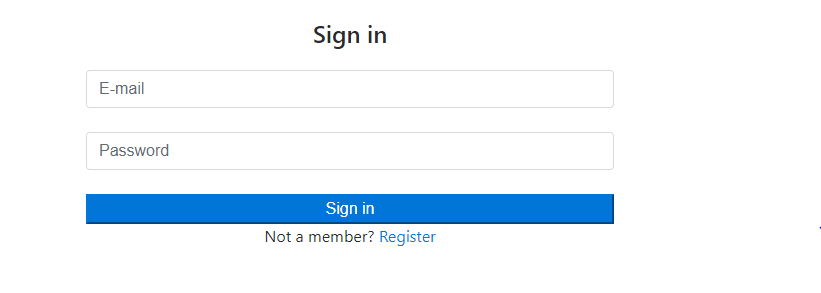 Sign in
E-mail
Password
Sign in
Not a member? Register